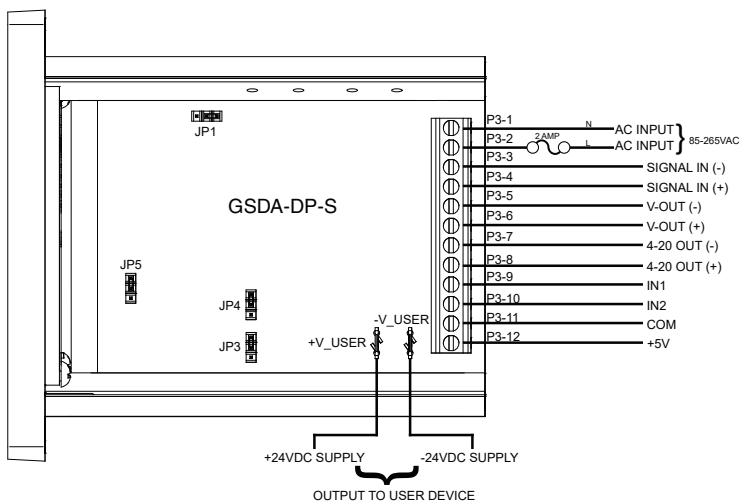 P3-1 N AC INPUT
P3-2 2 AMP L AC INPUT 85-265VAC
P3-3 SIGNAL IN (-)
P3-4 SIGNAL IN (+)
P3-5 V-OUT (-)
P3-6 V-OUT (+)
P3-7 4-20 OUT (-)
P3-8 4-20 OUT (+)
P3-9 IN1
P3-10 IN2
P3-11 COM
P3-12 +5V
JP1
GSDA-DP-S
JP5
JP4
JP3
-V_USER
+V_USER
+24VDC SUPPLY -24VDC SUPPLY
OUTPUT TO USER DEVICE